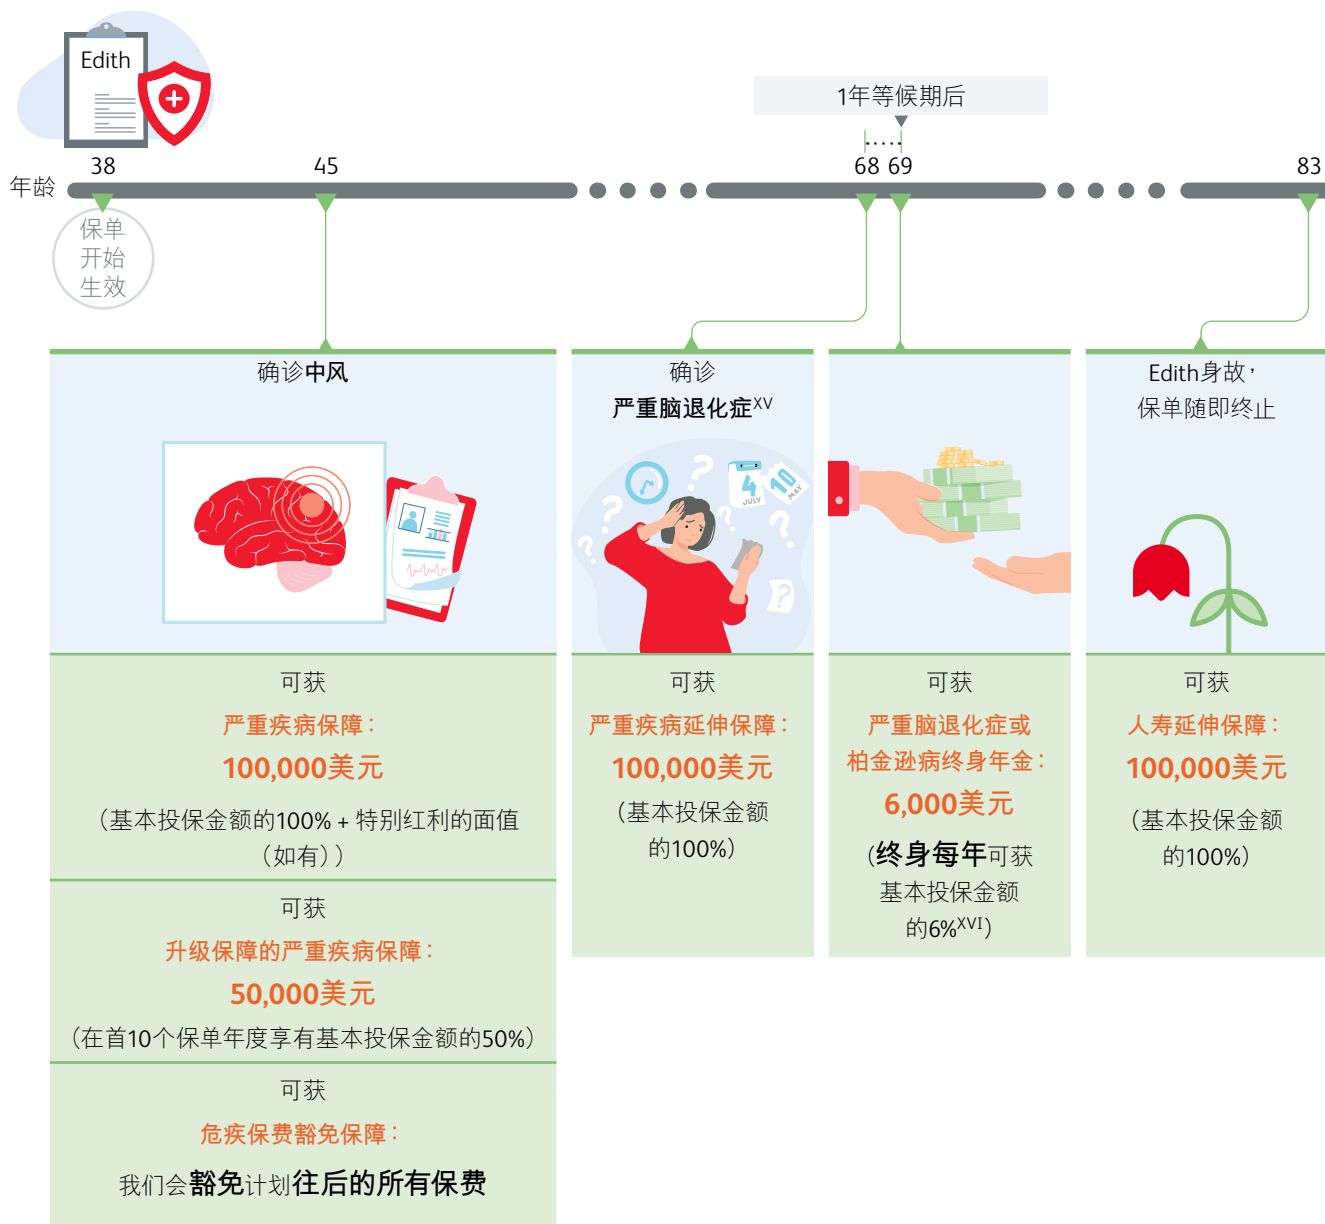 Edith
1年等候期后
38
45
68
69
83
年龄
保单
开始
生效
确诊中风
可获
严重疾病保障：
100,000美元
（基本投保金额的100% + 特别红利的面值
（如有））
可获
升级保障的严重疾病保障：
50,000美元
（在首10个保单年度享有基本投保金额的50%）
可获
危疾保费豁免保障：
我们会豁免计划往后的所有保费
确诊
严重脑退化症XV
4
JULY
10
MAY
可获
严重疾病延伸保障：
100,000美元
（基本投保金额
的100%）
可获
严重脑退化症或
柏金逊病终身年金：
6,000美元
（终身每年可获
基本投保金额
的6%XVI）
Edith身故，
保单随即终止
可获
人寿延伸保障：
100,000美元
（基本投保金额
的100%）